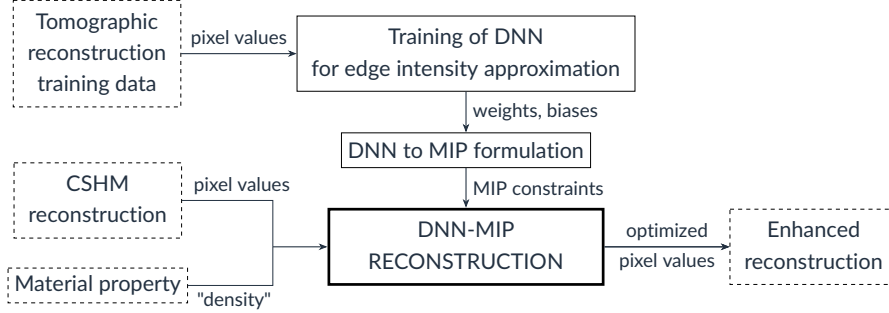 Tomographic
reconstruction
training data
pixel values
Training of DNN
for edge intensity approximation
weights, biases
DNN to MIP formulation
MIP constraints
CSHM
reconstruction
pixel values
Material property
"density"
DNN-MIP
RECONSTRUCTION
optimized
pixel values
Enhanced
reconstruction